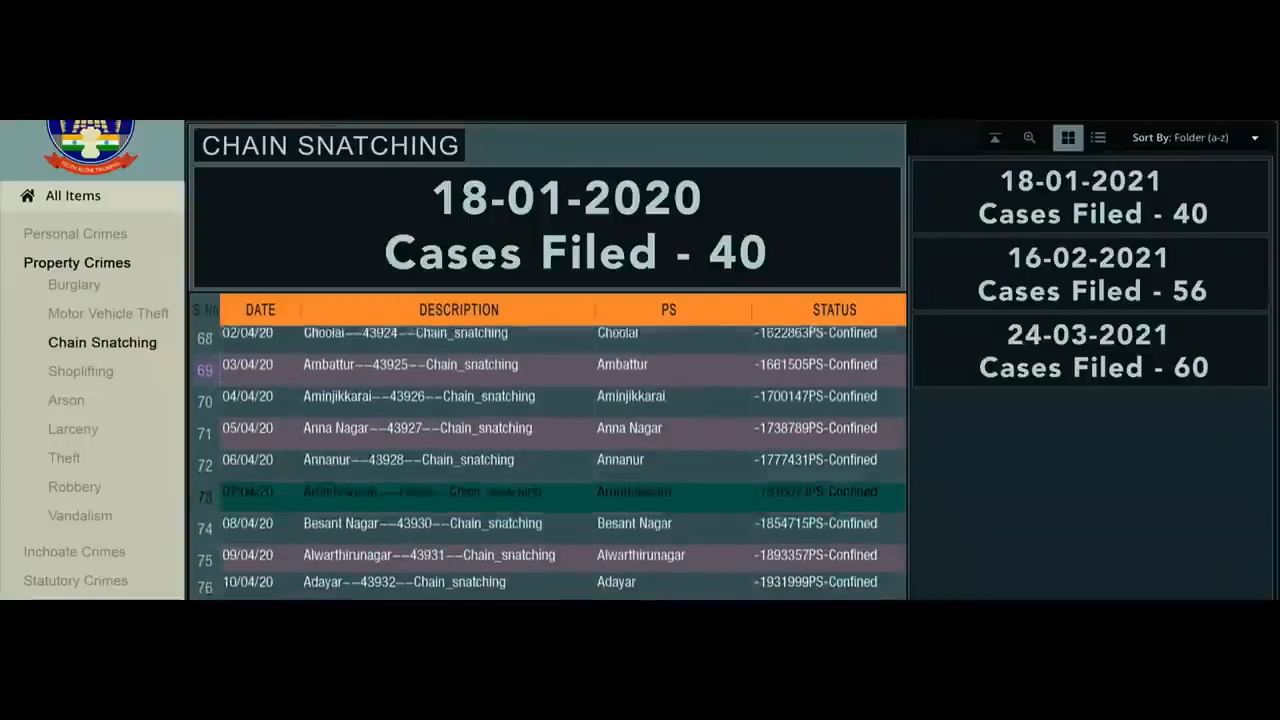 TRUTH ALONE TRIUMPHS
All Items
Personal Crimes
Property Crimes
Burglary
Motor Vehicle Theft
Chain Snatching
Shoplifting
Arson
Larceny
Theft
Robbery
Vandalism
Inchoate Crimes
Statutory Crimes
CHAIN SNATCHING
18-01-2020
Cases Filed - 40
S No DATE DESCRIPTION PS STATUS
68 02/04/20 Choolai--43924--Chain_snatching Choolai -1622863PS-Confined
69 03/04/20 Ambattur--43925--Chain_snatching Ambattur -1661505PS-Confined
70 04/04/20 Aminjikkarai--43926--Chain_snatching Aminjikkarai -1700147PS-Confined
71 05/04/20 Anna Nagar--43927--Chain_snatching Anna Nagar -1738789PS-Confined
72 06/04/20 Annanur--43928--Chain_snatching Annanur -1777431PS-Confined
73 07/04/20
74 08/04/20 Besant Nagar--43930--Chain_snatching Besant Nagar -1854715PS-Confined
75 09/04/20 Alwarthirunagar--43931--Chain_snatching Alwarthirunagar -1893357PS-Confined
76 10/04/20 Adayar--43932--Chain_snatching Adayar -1931999PS-Confined
Sort By: Folder (a-z)
18-01-2021
Cases Filed - 40
16-02-2021
Cases Filed - 56
24-03-2021
Cases Filed - 60